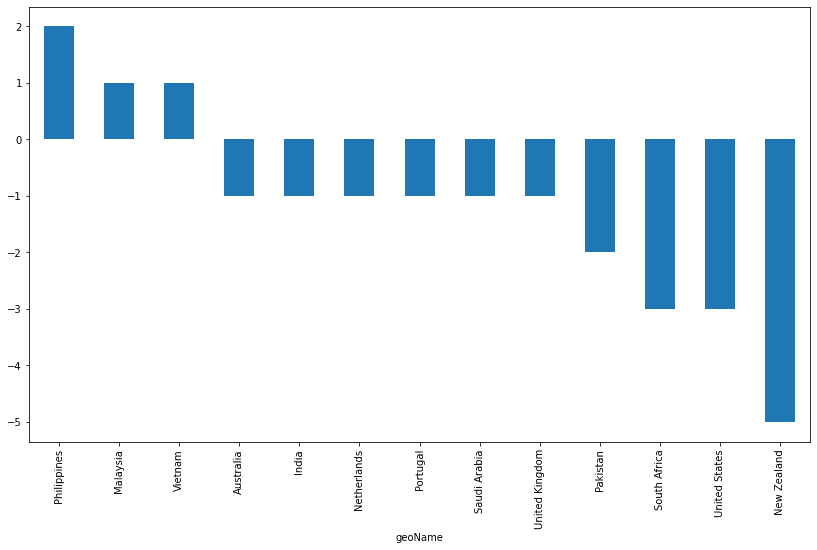 2
1
0
−1
−2
−3
−4
−5
Philippines
Malaysia
Vietnam
Australia
India
Netherlands
Portugal
Saudi Arabia
United Kingdom
Pakistan
South Africa
United States
New Zealand
geoName